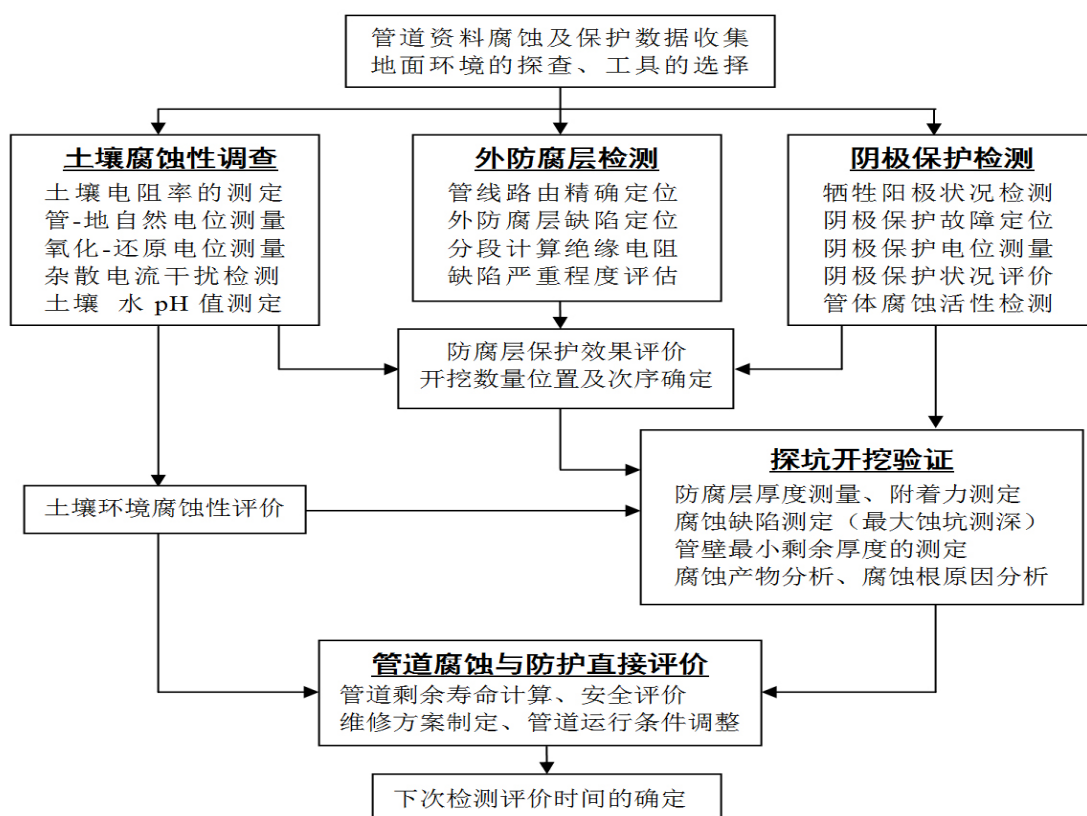 管道资料腐蚀及保护数据收集
地面环境的探查、工具的选择
土壤腐蚀性调查
土壤电阻率的测定
管-地自然电位测量
氧化-还原电位测量
杂散电流干扰检测
土壤 水 pH 值测定
外防腐层检测
管线路由精确定位
外防腐层缺陷定位
分段计算绝缘电阻
缺陷严重程度评估
阴极保护检测
牺牲阳极状况检测
阴极保护故障定位
阴极保护电位测量
阴极保护状况评价
管体腐蚀活性检测
防腐层保护效果评价
开挖数量位置及次序确定
土壤环境腐蚀性评价
探坑开挖验证
防腐层厚度测量、附着力测定
腐蚀缺陷测定（最大蚀坑测深）
管壁最小剩余厚度的测定
腐蚀产物分析、腐蚀根原因分析
管道腐蚀与防护直接评价
管道剩余寿命计算、安全评价
维修方案制定、管道运行条件调整
下次检测评价时间的确定